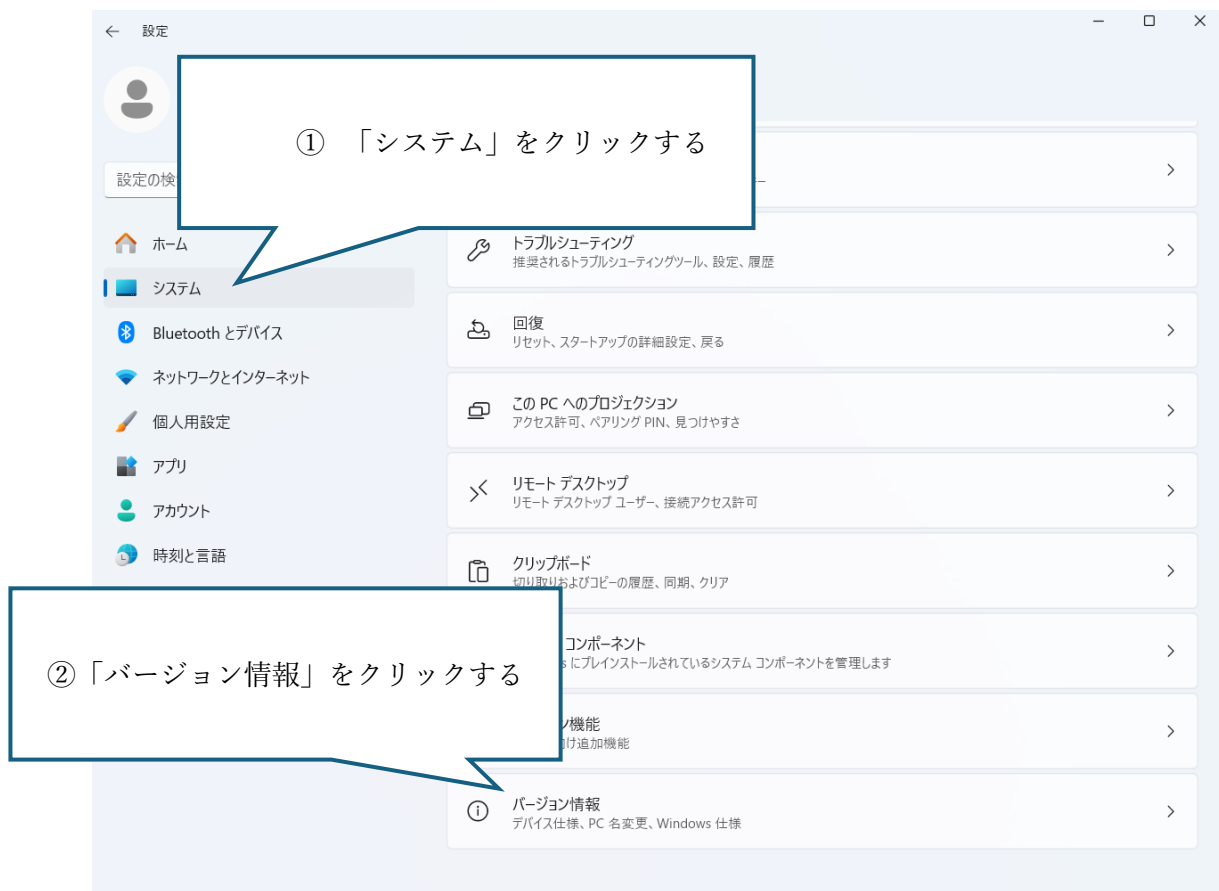 設定
① 「システム」をクリックする
設定の検
ホーム
システム
Bluetooth とデバイス
ネットワークとインターネット
個人用設定
アプリ
アカウント
時刻と言語
トラブルシューティング
推奨されるトラブルシューティングツール、設定、履歴
回復
リセット、スタートアップの詳細設定、戻る
この PC へのプロジェクション
アクセス許可、ペアリング PIN、見つけやすさ
リモート デスクトップ
リモート デスクトップ ユーザー、接続アクセス許可
クリップボード
切り取りおよびコピーの履歴、同期、クリア
コンポーネント
s にプレインストールされているシステム コンポーネントを管理します
②「バージョン情報」をクリックする
ン機能
け追加機能
バージョン情報
デバイス仕様、PC 名変更、Windows 仕様